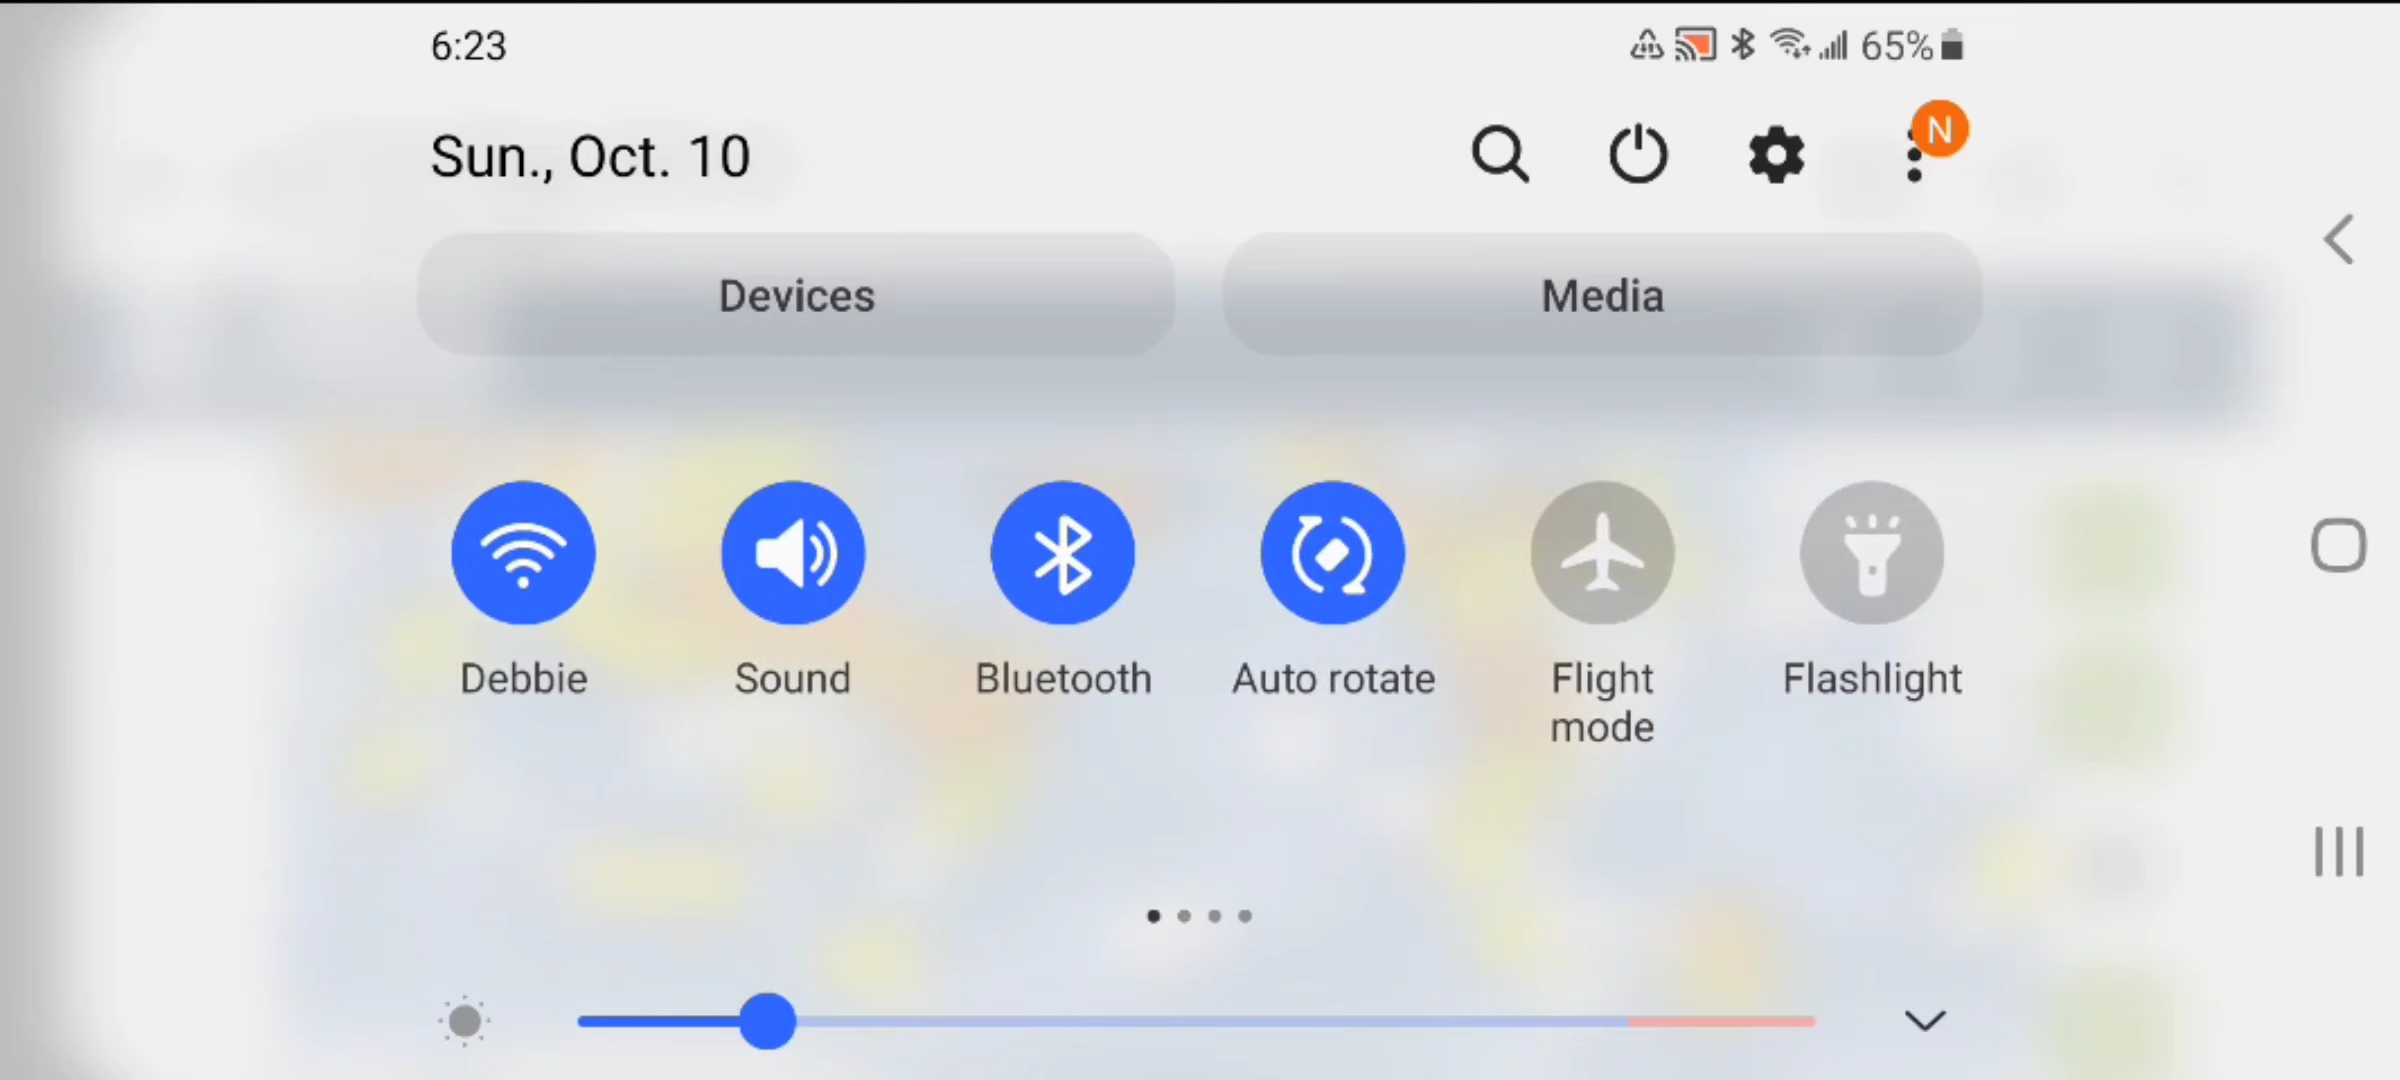 6:23
65%
Sun., Oct. 10
N
Devices
Media
Debbie
Sound
Bluetooth
Auto rotate
Flight
mode
Flashlight